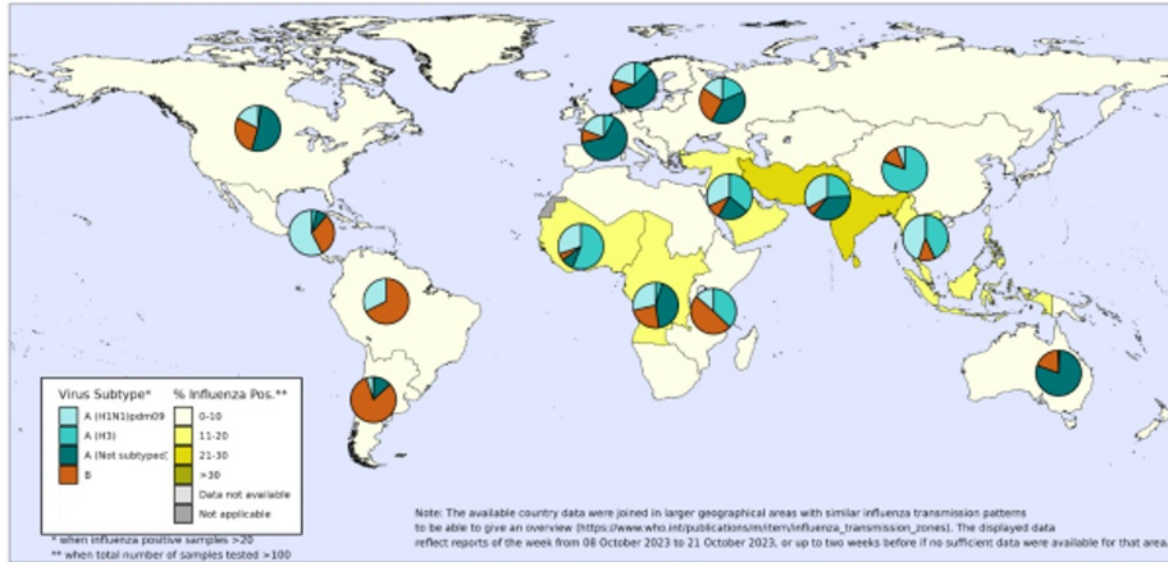 Virus Subtype*
A (H1N1)pdm09
A (H3)
A (Not subtyped)
B
% Influenza Pos.**
0-10
11-20
21-30
>30
Data not available
Not applicable
* when influenza positive samples >20
** when total number of samples tested >100
Note: The available country data were joined in larger geographical areas with similar influenza transmission patterns
to be able to give an overview (https://www.who.int/publications/m/item/influenza_transmission_zones). The displayed data
reflect reports of the week from 08 October 2023 to 21 October 2023, or up to two weeks before if no sufficient data were available for that area.